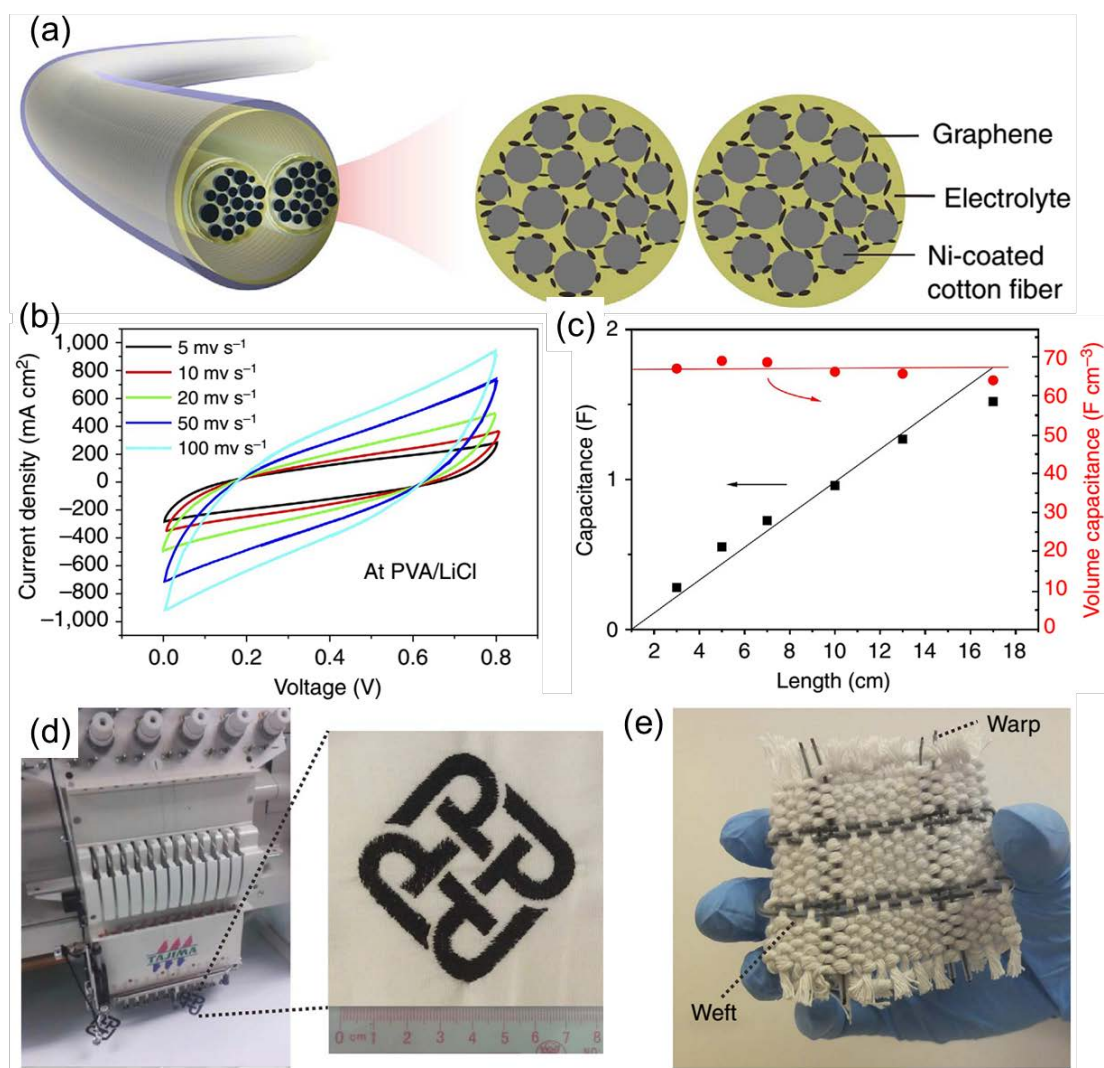 (a)
Graphene
Electrolyte
Ni-coated
cotton fiber
(b)
Current density (mA cm²)
1,000
800
600
400
200
0
−200
−400
−600
−800
−1,000
5 mv s⁻¹
10 mv s⁻¹
20 mv s⁻¹
50 mv s⁻¹
100 mv s⁻¹
At PVA/LiCl
0.0 0.2 0.4 0.6 0.8
Voltage (V)
(c)
Capacitance (F)
2
1
0
70
60
50
40
30
20
10
0
Volume capacitance (F cm⁻³)
2 4 6 8 10 12 14 16 18
Length (cm)
(d)
TAJIMA
0 cm 1 2 3 4 5 6 7 8
(e)
Warp
Weft